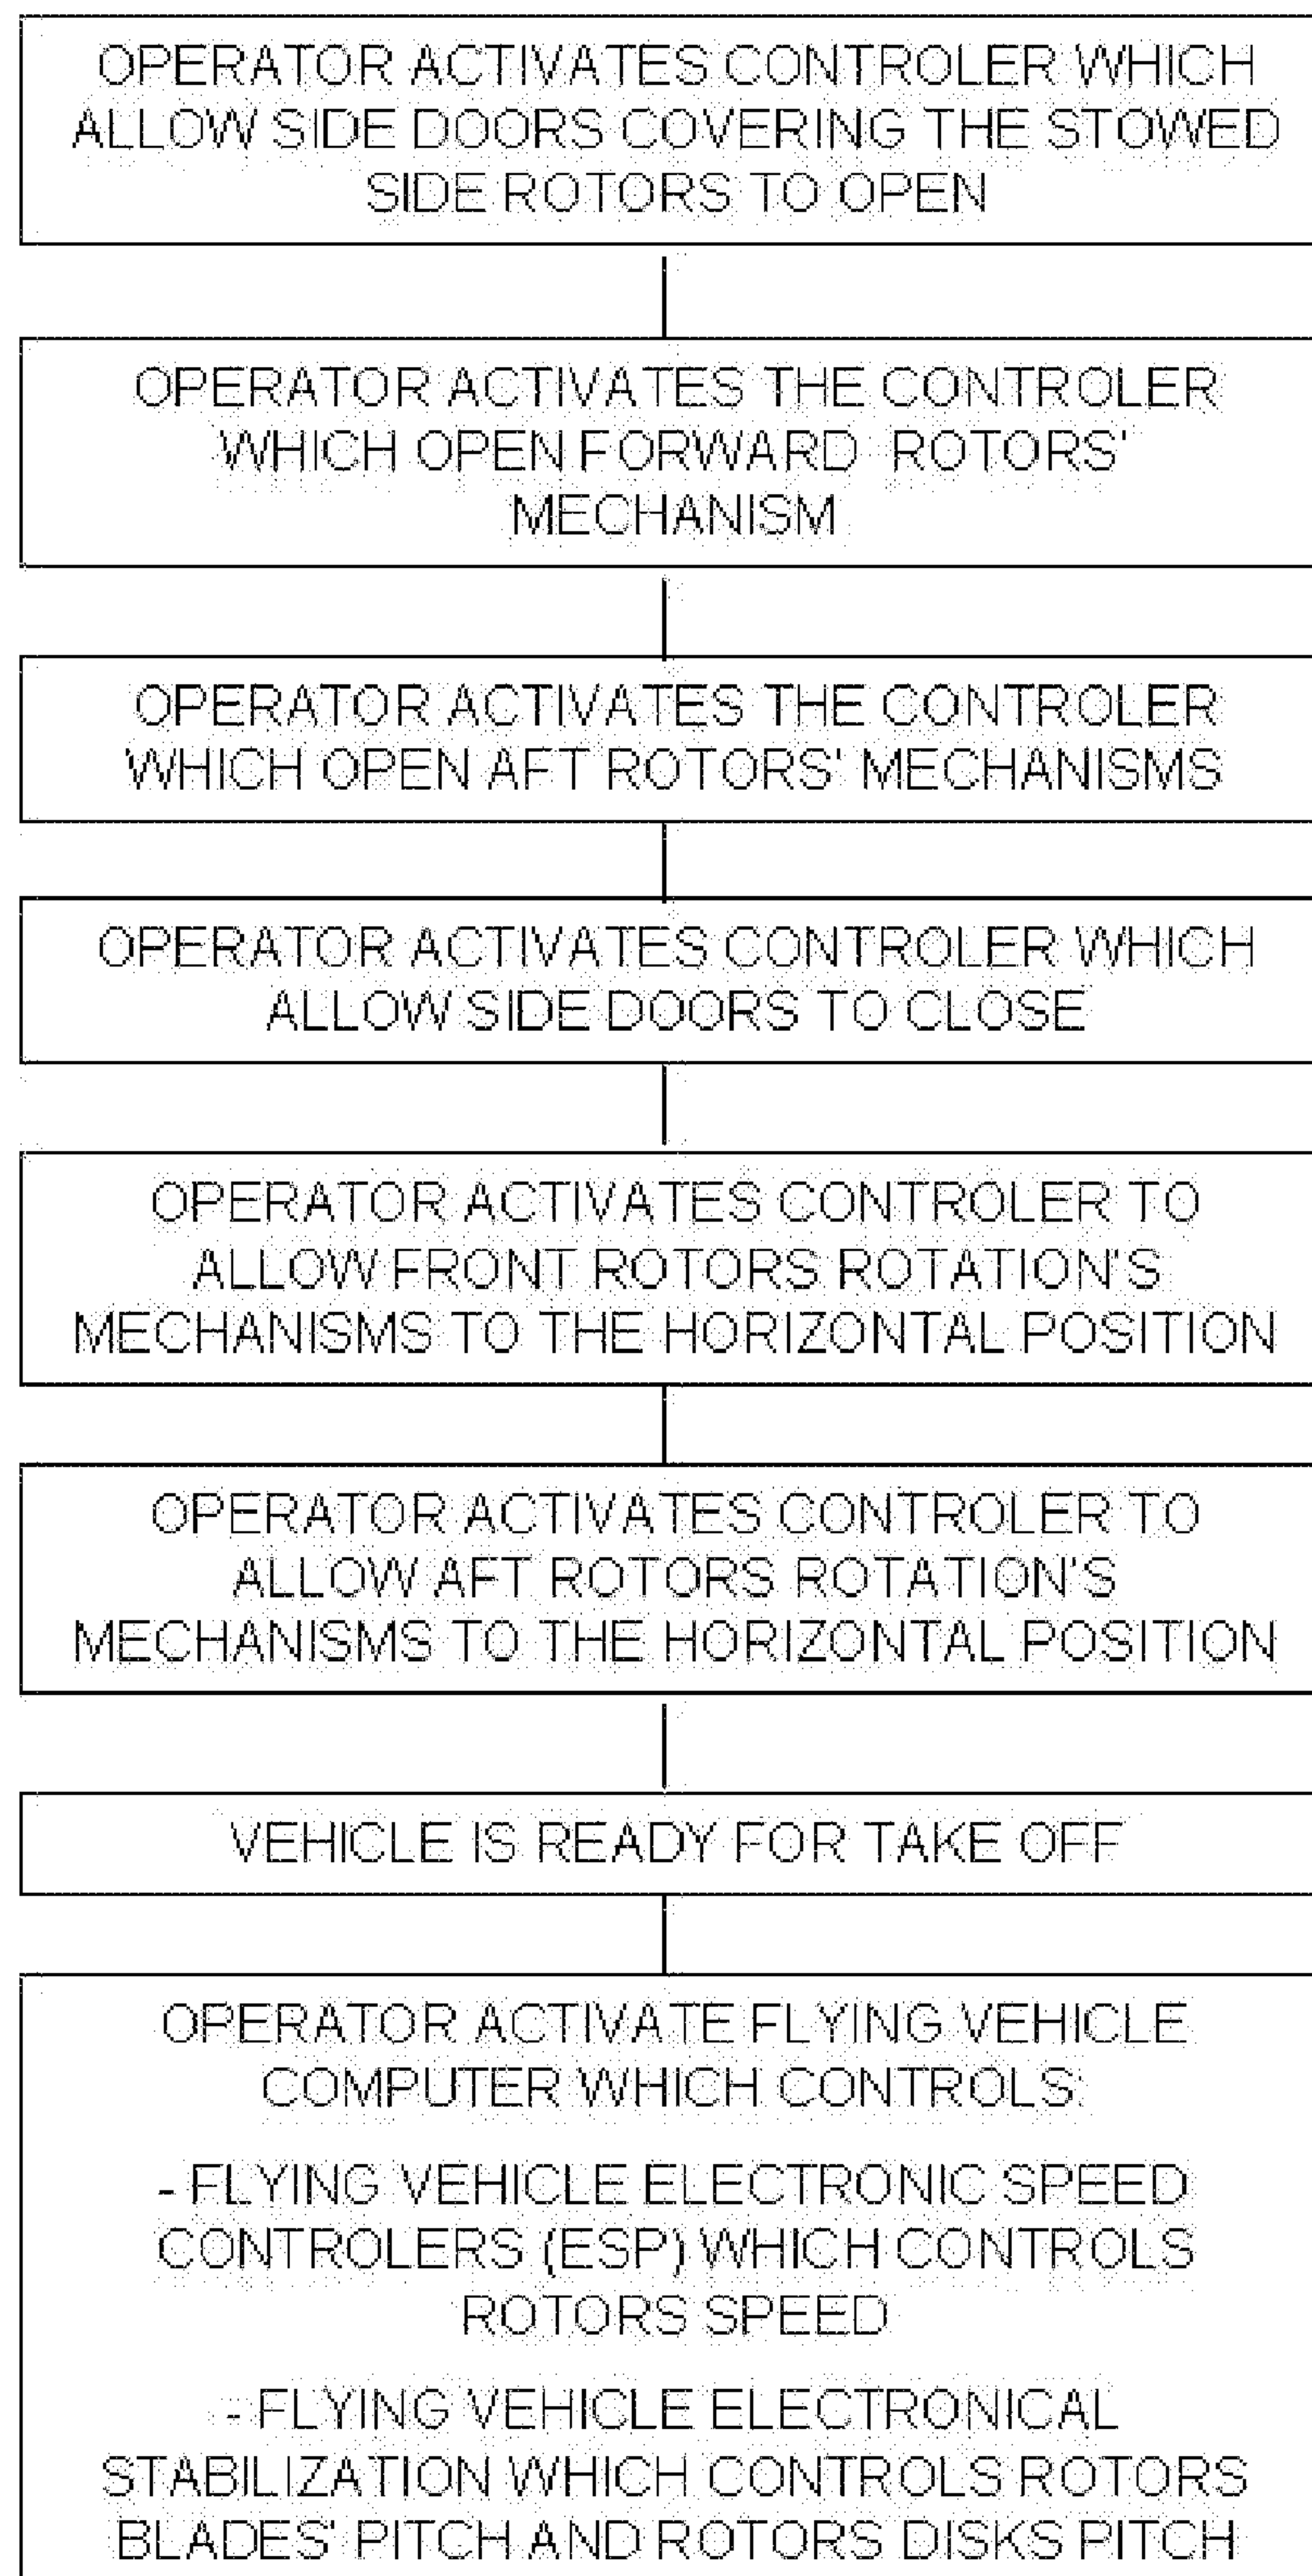 OPERATOR ACTIVATES CONTROLER WHICH
ALLOW SIDE DOORS COVERING THE STOWED
SIDE ROTORS TO OPEN
OPERATOR ACTIVATES THE CONTROLER
WHICH OPEN FORWARD ROTORS'
MECHANISM
OPERATOR ACTIVATES THE CONTROLER
WHICH OPEN AFT ROTORS' MECHANISMS
OPERATOR ACTIVATES CONTROLER WHICH
ALLOW SIDE DOORS TO CLOSE
OPERATOR ACTIVATES CONTROLER TO
ALLOW FRONT ROTORS ROTATION'S
MECHANISMS TO THE HORIZONTAL POSITION
OPERATOR ACTIVATES CONTROLER TO
ALLOW AFT ROTORS ROTATION'S
MECHANISMS TO THE HORIZONTAL POSITION
VEHICLE IS READY FOR TAKE OFF
OPERATOR ACTIVATE FLYING VEHICLE
COMPUTER WHICH CONTROLS:
- FLYING VEHICLE ELECTRONIC SPEED
CONTROLERS (ESP) WHICH CONTROLS
ROTORS SPEED
- FLYING VEHICLE ELECTRONICAL
STABILIZATION WHICH CONTROLS ROTORS
BLADES' PITCH AND ROTORS DISKS PITCH